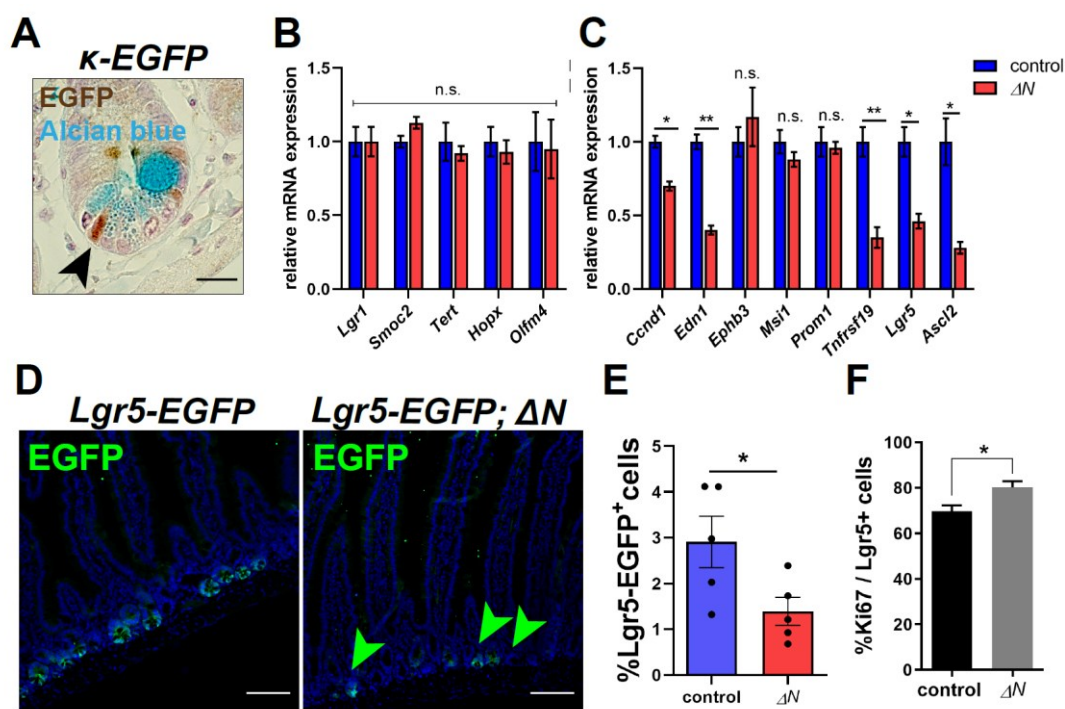 A
κ-EGFP
EGFP
Alcian blue
B
relative mRNA expression
1.5
1.0
0.5
0.0
n.s.
Lgr1
Smoc2
Tert
Hopx
Olfm4
C
relative mRNA expression
1.5
1.0
0.5
0.0
*
**
n.s.
n.s.
n.s.
**
*
*
control
ΔN
Ccnd1
Edn1
Ephb3
Msi1
Prom1
Tnfrsf19
Lgr5
Ascl2
D
Lgr5-EGFP
EGFP
Lgr5-EGFP; ΔN
EGFP
E
%Lgr5-EGFP+ cells
5
4
3
2
1
0
*
control
ΔN
F
%Ki67 / Lgr5+ cells
100
80
60
40
20
0
*
control
ΔN